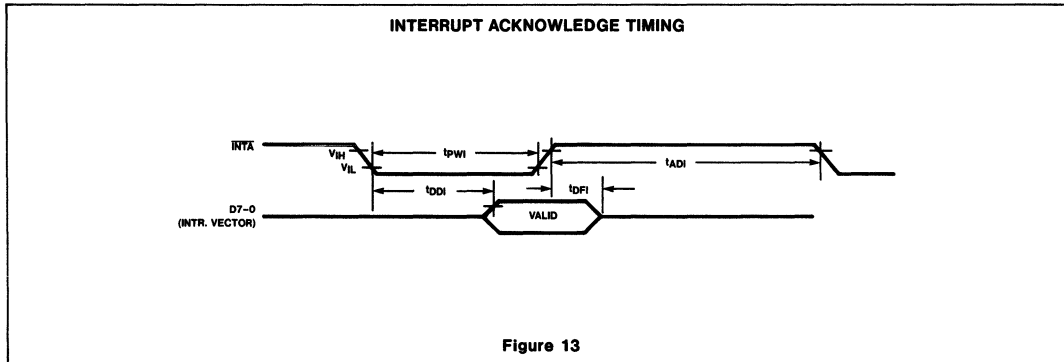 INTERRUPT ACKNOWLEDGE TIMING
INTA
VIH
VIL
tPWI
tADI
tDDI
tDFI
D7-0
(INTR. VECTOR)
VALID
Figure 13